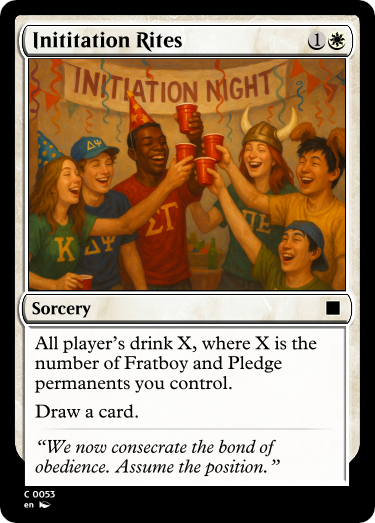 Inititation Rites
1
INITIATION NIGHT
ΔΨ
K
ΔΨ
ΣΓ
ΠΕ
Sorcery
All player's drink X, where X is the
number of Fratboy and Pledge
permanents you control.
Draw a card.
“We now consecrate the bond of
obedience. Assume the position.”
C 0053
en